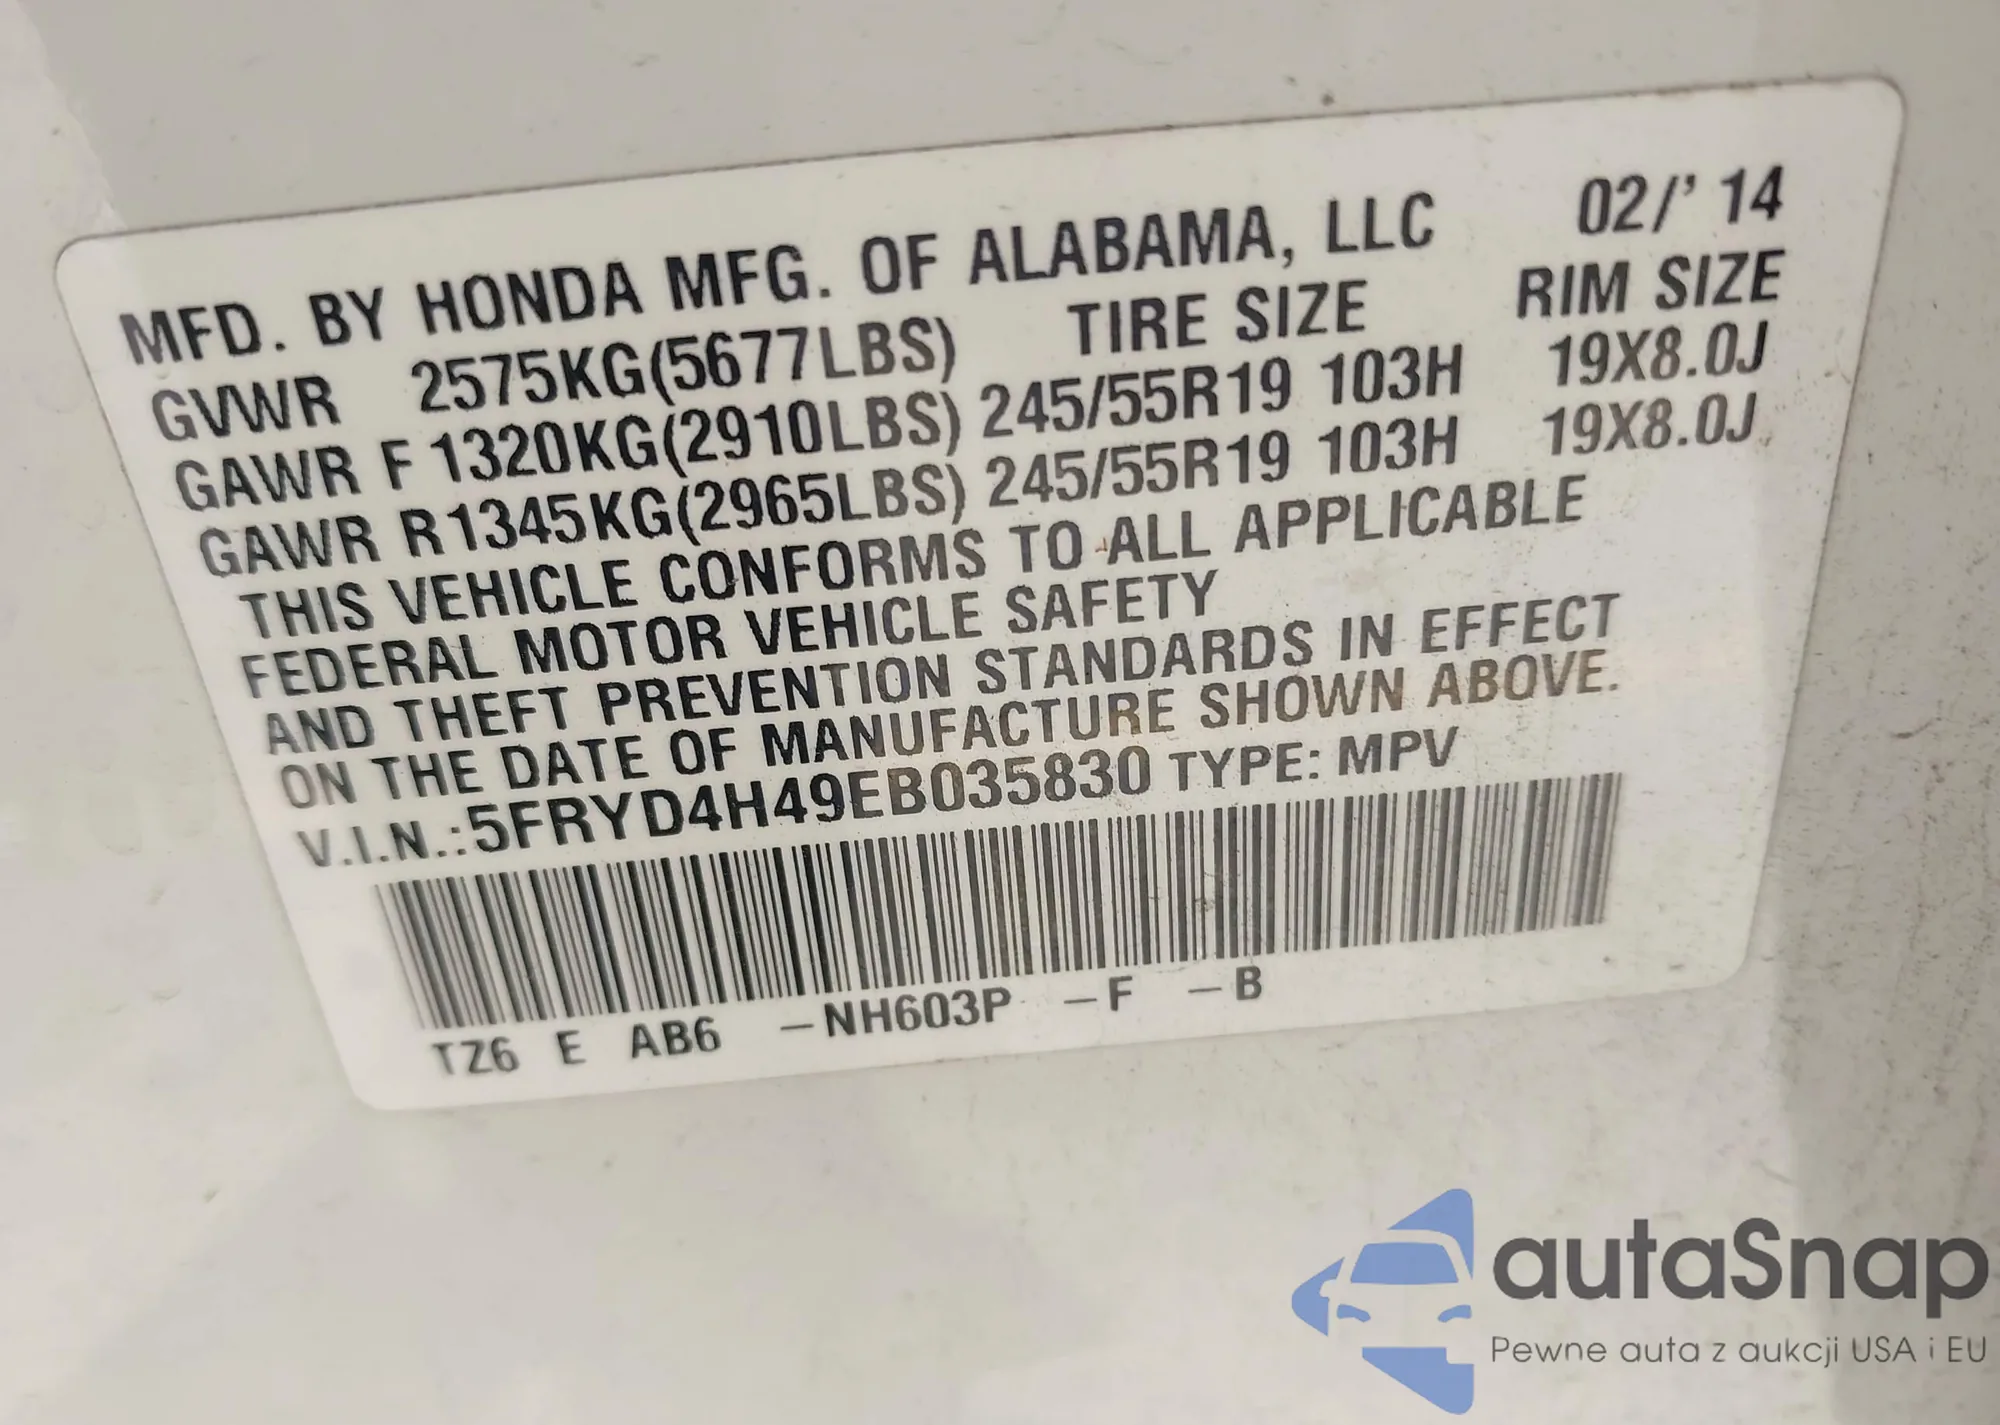 MFD. BY HONDA MFG. OF ALABAMA, LLC 02/'14
GVWR 2575KG(5677LBS) TIRE SIZE RIM SIZE
GAWR F 1320KG(2910LBS) 245/55R19 103H 19X8.0J
GAWR R 1345KG(2965LBS) 245/55R19 103H 19X8.0J
THIS VEHICLE CONFORMS TO ALL APPLICABLE
FEDERAL MOTOR VEHICLE SAFETY
AND THEFT PREVENTION STANDARDS IN EFFECT
ON THE DATE OF MANUFACTURE SHOWN ABOVE.
V.I.N.:5FRYD4H49EB035830 TYPE: MPV
TZ6 E AB6 -NH603P -F -B
autaSnap
Pewne auta z aukcji USA i EU